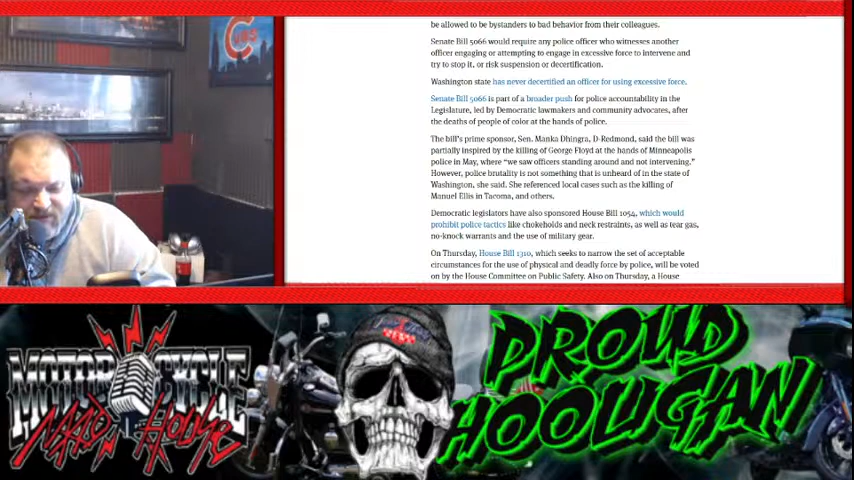 be allowed to be bystanders to bad behavior from their colleagues.
Senate Bill 5066 would require any police officer who witnesses another
officer engaging or attempting to engage in excessive force to intervene and
try to stop it, or risk suspension or decertification.
Washington state has never decertified an officer for using excessive force.
Senate Bill 5066 is part of a broader push for police accountability in the
Legislature, led by Democratic lawmakers and community advocates, after
the deaths of people of color at the hands of police.
The bill's prime sponsor, Sen. Manka Dhingra, D-Redmond, said the bill was
partially inspired by the killing of George Floyd at the hands of Minneapolis
police in May, where “we saw officers standing around and not intervening.”
However, police brutality is not something that is unheard of in the state of
Washington, she said. She referenced local cases such as the killing of
Manuel Ellis in Tacoma, and others.
Democratic legislators have also sponsored House Bill 1054, which would
prohibit police tactics like chokeholds and neck restraints, as well as tear gas,
no-knock warrants and the use of military gear.
On Thursday, House Bill 1310, which seeks to narrow the set of acceptable
circumstances for the use of physical and deadly force by police, will be voted
on by the House Committee on Public Safety. Also on Thursday, a House
MOTORCYCLE
MAD House
PROUD
HOOLIGAN